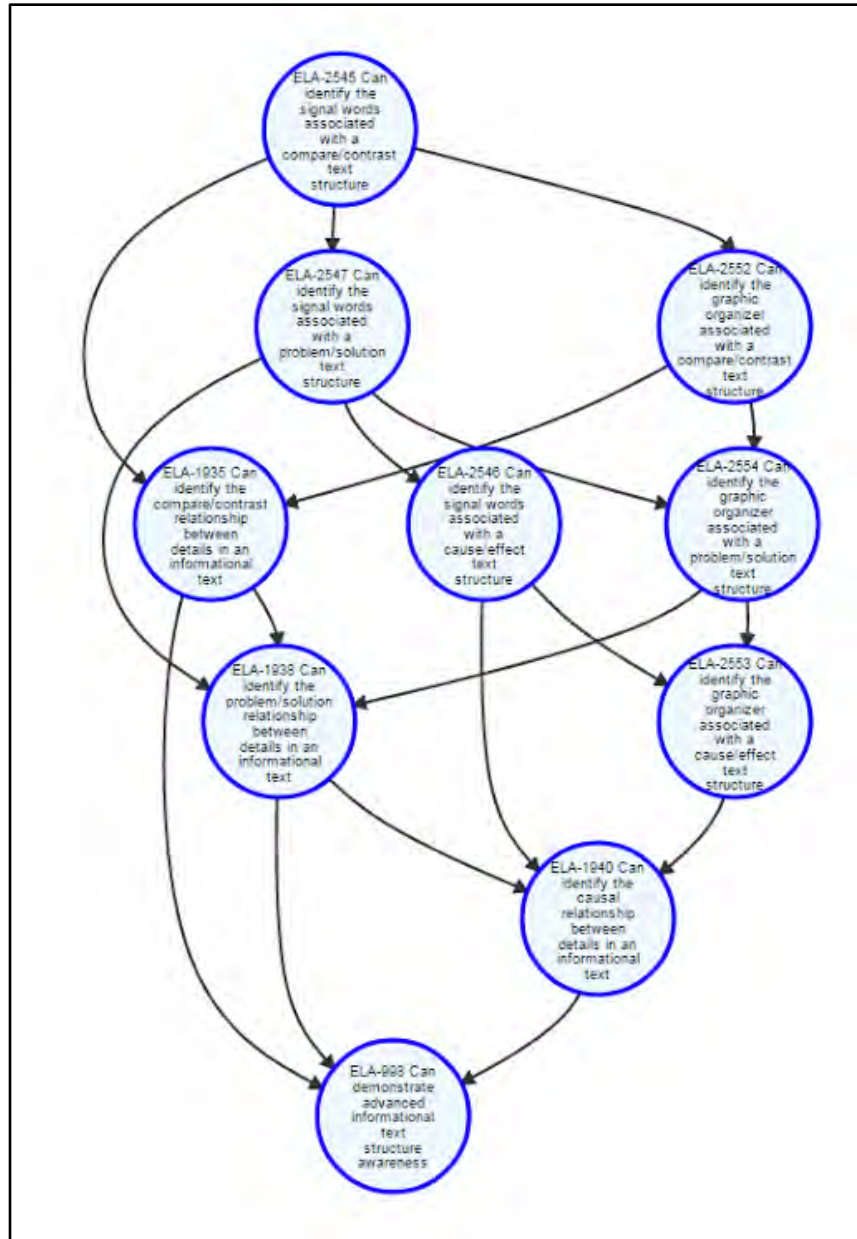 ELA-2545 Can
identify the
signal words
associated
with a
compare/contrast
text
structure
ELA-2547 Can
identify the
signal words
associated
with a
problem/solution
text
structure
ELA-2552 Can
identify the
graphic
organizer
associated
with a
compare/contrast
text
structure
ELA-1935 Can
identify the
compare/contrast
relationship
between
details in an
informational
text
ELA-2546 Can
identify the
signal words
associated
with a
cause/effect
text
structure
ELA-2554 Can
identify the
graphic
organizer
associated
with a
problem/solution
text
structure
ELA-1938 Can
identify the
problem/solution
relationship
between
details in an
informational
text
ELA-2553 Can
identify the
graphic
organizer
associated
with a
cause/effect
text
structure
ELA-1940 Can
identify the
causal
relationship
between
details in an
informational
text
ELA-993 Can
demonstrate
advanced
informational
text
structure
awareness